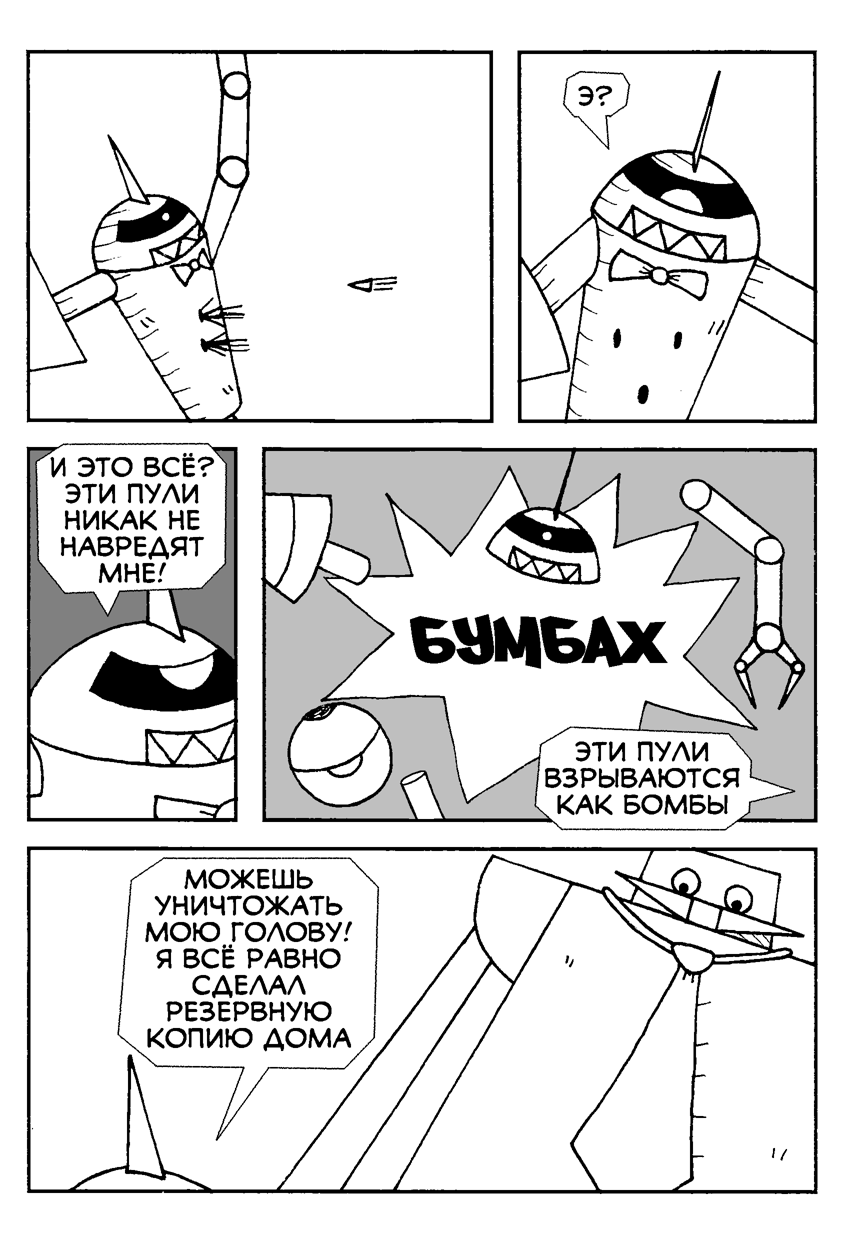 Э?
И ЭТО ВСЁ?
ЭТИ ПУЛИ
НИКАК НЕ
НАВРЕДЯТ
МНЕ!
БУМБАХ
ЭТИ ПУЛИ
ВЗРЫВАЮТСЯ
КАК БОМБЫ
МОЖЕШЬ
УНИЧТОЖАТЬ
МОЮ ГОЛОВУ!
Я ВСЁ РАВНО
СДЕЛАЛ
РЕЗЕРВНУЮ
КОПИЮ ДОМА